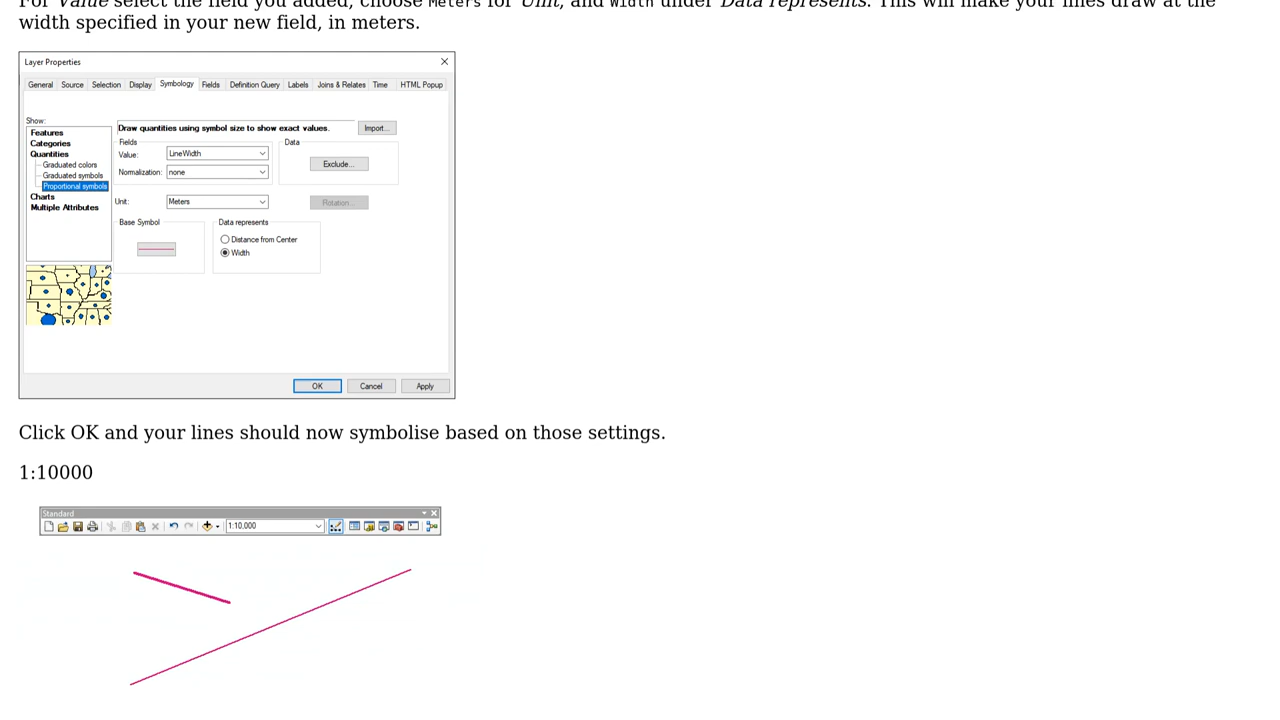 For Value select the field you added, choose Meters for Unit, and Width under Data represents. This will make your lines draw at the
width specified in your new field, in meters.
Layer Properties
General Source Selection Display Symbology Fields Definition Query Labels Joins & Relates Time HTML Popup
Show:
Features
Categories
Quantities
Graduated colors
Graduated symbols
Proportional symbols
Charts
Multiple Attributes
Draw quantities using symbol size to show exact values.
Import...
Fields
Value: LineWidth
Normalization: none
Data
Exclude...
Unit: Meters
Rotation...
Base Symbol
Data represents
Distance from Center
Width
OK Cancel Apply
Click OK and your lines should now symbolise based on those settings.
1:10000
Standard
1:10,000